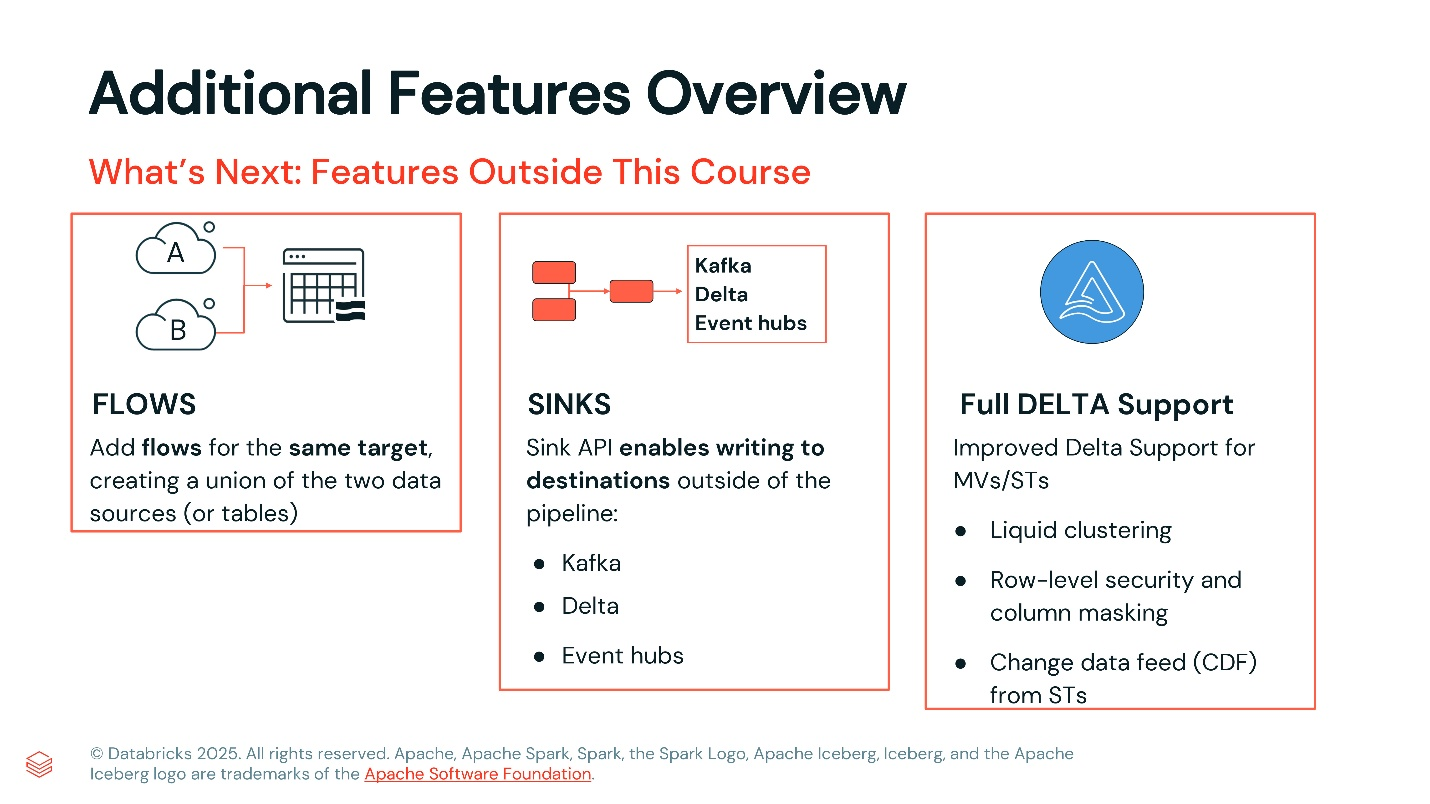 Additional Features Overview
What's Next: Features Outside This Course
A
B
FLOWS
Add flows for the same target,
creating a union of the two data
sources (or tables)
Kafka
Delta
Event hubs
SINKS
Sink API enables writing to
destinations outside of the
pipeline:
● Kafka
● Delta
● Event hubs
Full DELTA Support
Improved Delta Support for
MVs/STs
● Liquid clustering
● Row-level security and
column masking
● Change data feed (CDF)
from STs
© Databricks 2025. All rights reserved. Apache, Apache Spark, Spark, the Spark Logo, Apache Iceberg, Iceberg, and the Apache
Iceberg logo are trademarks of the Apache Software Foundation.